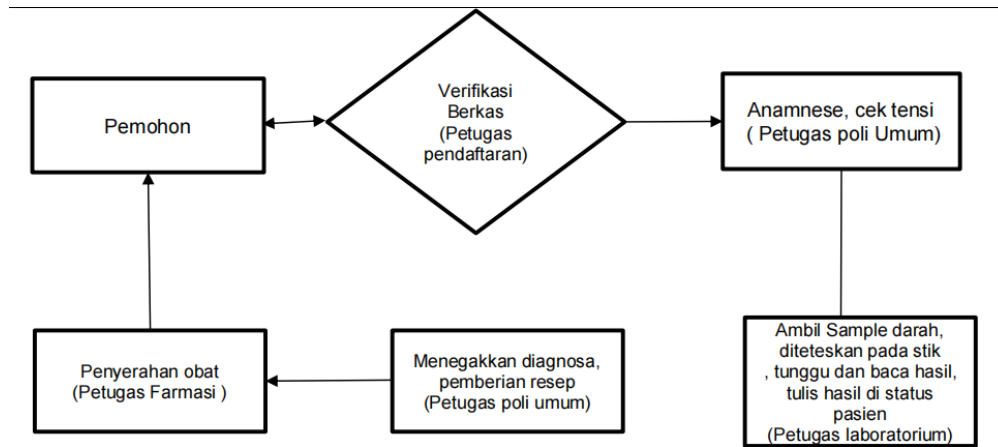 Pemohon
Verifikasi
Berkas
(Petugas
pendaftaran)
Anamnese, cek tensi
( Petugas poli Umum)
Ambil Sample darah,
diteteskan pada stik
, tunggu dan baca hasil,
tulis hasil di status
pasien
(Petugas laboratorium)
Menegakkan diagnosa,
pemberian resep
(Petugas poli umum)
Penyerahan obat
(Petugas Farmasi )